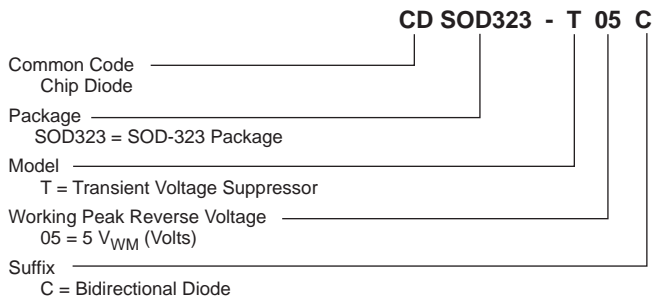 CD SOD323 - T 05 C
Common Code
Chip Diode
Package
SOD323 = SOD-323 Package
Model
T = Transient Voltage Suppressor
Working Peak Reverse Voltage
05 = 5 VWM (Volts)
Suffix
C = Bidirectional Diode